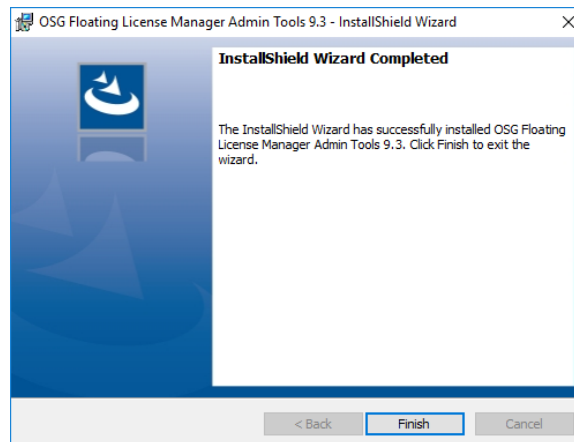 OSG Floating License Manager Admin Tools 9.3 - InstallShield Wizard
InstallShield Wizard Completed
The InstallShield Wizard has successfully installed OSG Floating
License Manager Admin Tools 9.3. Click Finish to exit the
wizard.
< Back Finish Cancel